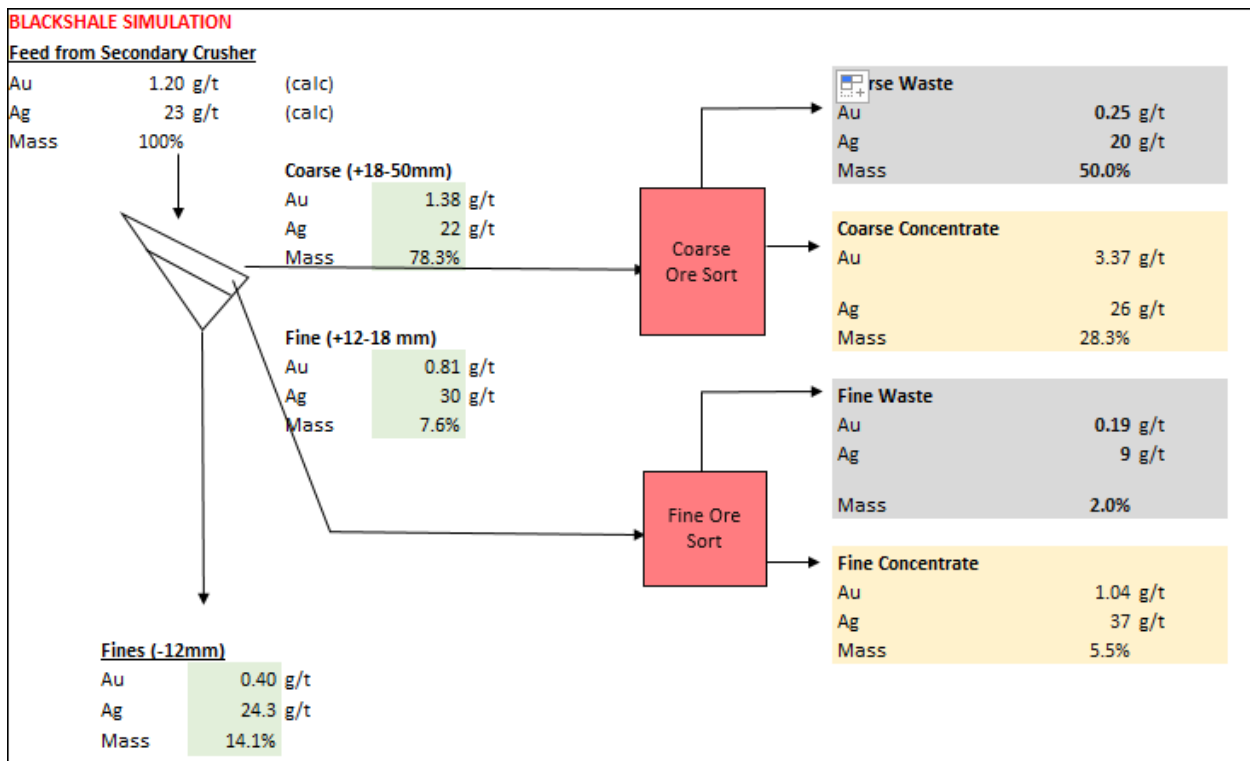 BLACKSHALE SIMULATION
Feed from Secondary Crusher
Au 1.20 g/t (calc)
Ag 23 g/t (calc)
Mass 100%
Coarse (+18-50mm)
Au 1.38 g/t
Ag 22 g/t
Mass 78.3%
Fine (+12-18 mm)
Au 0.81 g/t
Ag 30 g/t
Mass 7.6%
Fines (-12mm)
Au 0.40 g/t
Ag 24.3 g/t
Mass 14.1%
Coarse
Ore Sort
Fine Ore
Sort
rse Waste
Au 0.25 g/t
Ag 20 g/t
Mass 50.0%
Coarse Concentrate
Au 3.37 g/t
Ag 26 g/t
Mass 28.3%
Fine Waste
Au 0.19 g/t
Ag 9 g/t
Mass 2.0%
Fine Concentrate
Au 1.04 g/t
Ag 37 g/t
Mass 5.5%